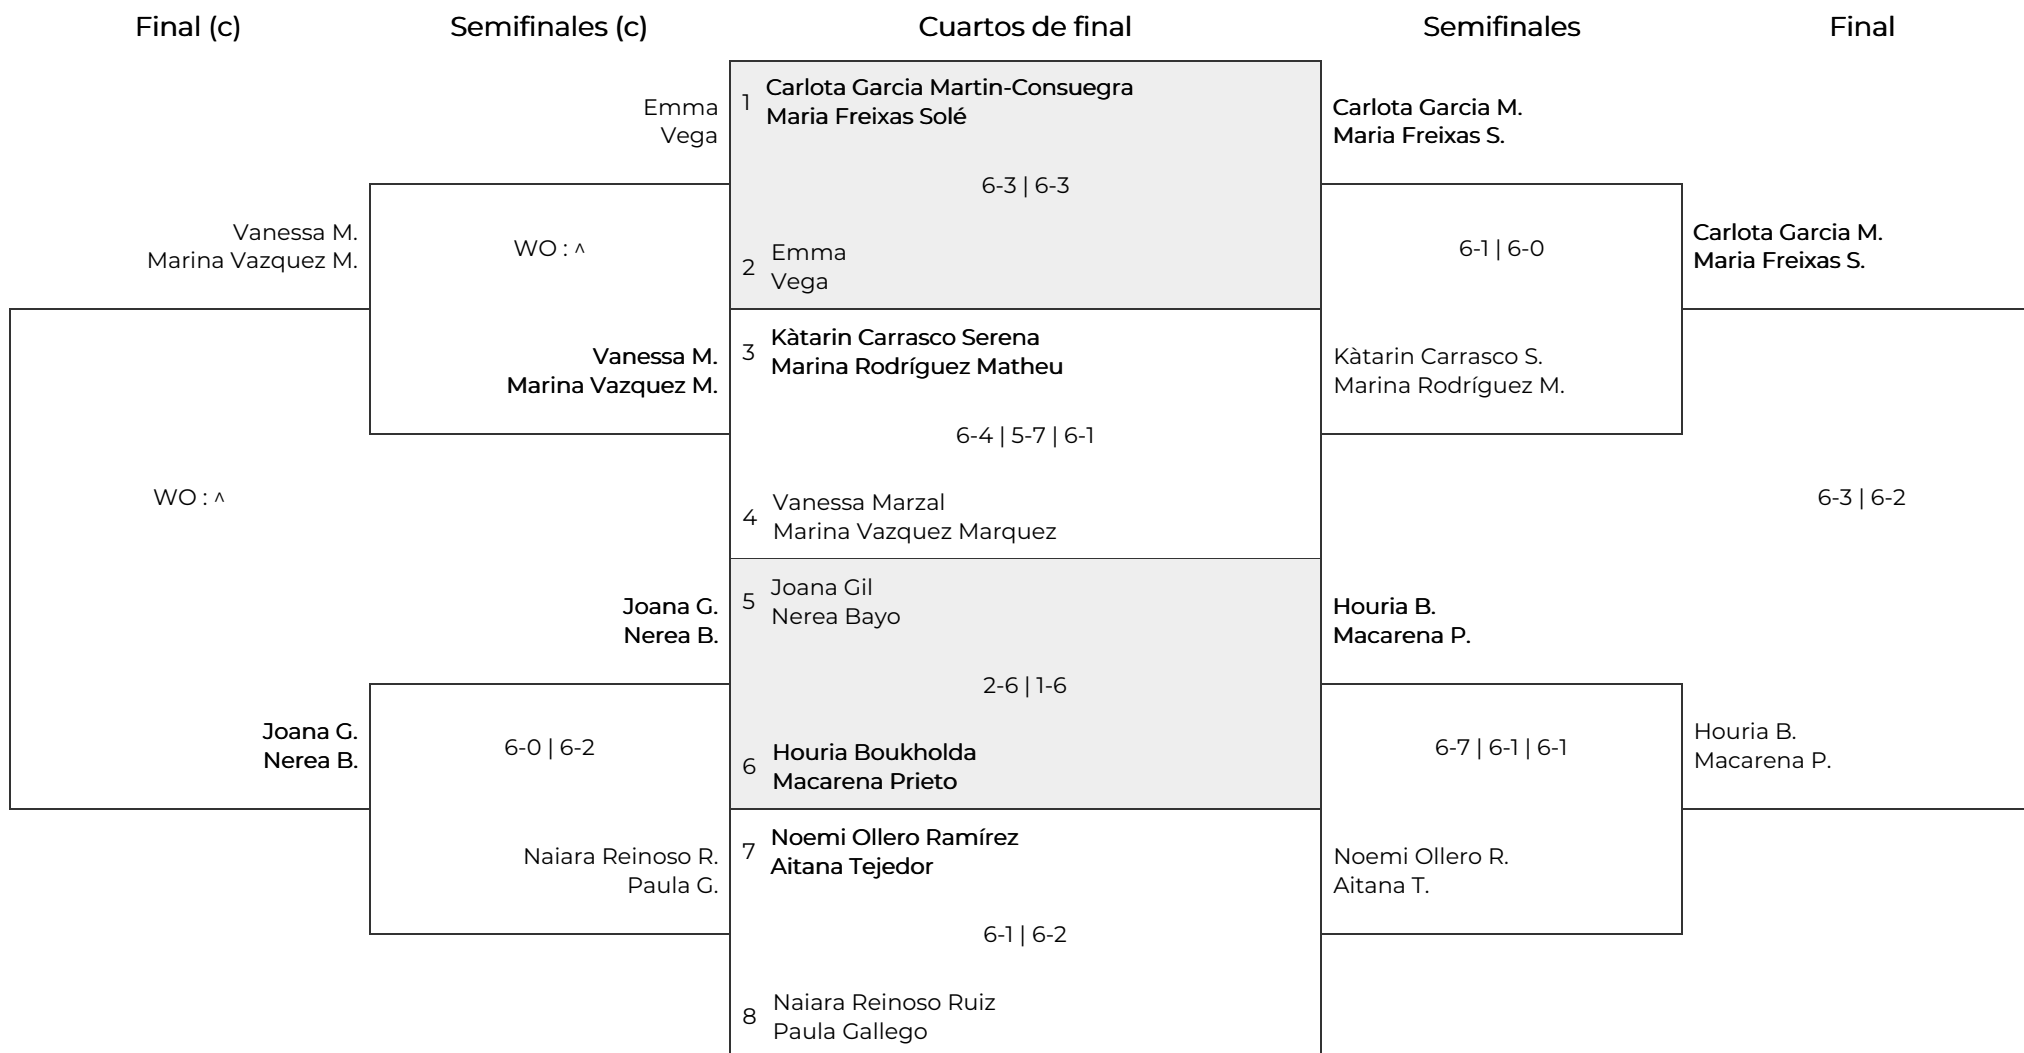 Final (c)
Semifinales (c)
Cuartos de final
Semifinales
Final
Vanessa M.
Marina Vazquez M.
WO : ^
Joana G.
Nerea B.
Emma
Vega
WO : ^
Vanessa M.
Marina Vazquez M.
Joana G.
Nerea B.
6-0 | 6-2
Naiara Reinoso R.
Paula G.
1 Carlota Garcia Martin-Consuegra
Maria Freixas Solé
6-3 | 6-3
2 Emma
Vega
3 Kàtarin Carrasco Serena
Marina Rodríguez Matheu
6-4 | 5-7 | 6-1
4 Vanessa Marzal
Marina Vazquez Marquez
5 Joana Gil
Nerea Bayo
2-6 | 1-6
6 Houria Boukholda
Macarena Prieto
7 Noemi Ollero Ramírez
Aitana Tejedor
6-1 | 6-2
8 Naiara Reinoso Ruiz
Paula Gallego
Carlota Garcia M.
Maria Freixas S.
6-1 | 6-0
Kàtarin Carrasco S.
Marina Rodríguez M.
Houria B.
Macarena P.
6-7 | 6-1 | 6-1
Noemi Ollero R.
Aitana T.
Carlota Garcia M.
Maria Freixas S.
6-3 | 6-2
Houria B.
Macarena P.